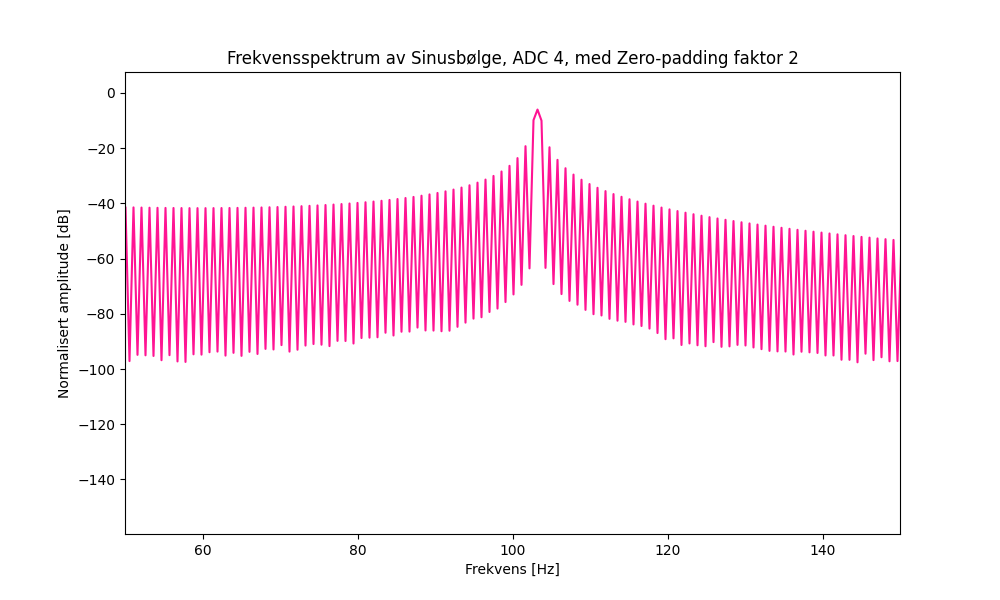 Frekvensspektrum av Sinusbølge, ADC 4, med Zero-padding faktor 2
Normalisert amplitude [dB]
0
−20
−40
−60
−80
−100
−120
−140
60 80 100 120 140
Frekvens [Hz]